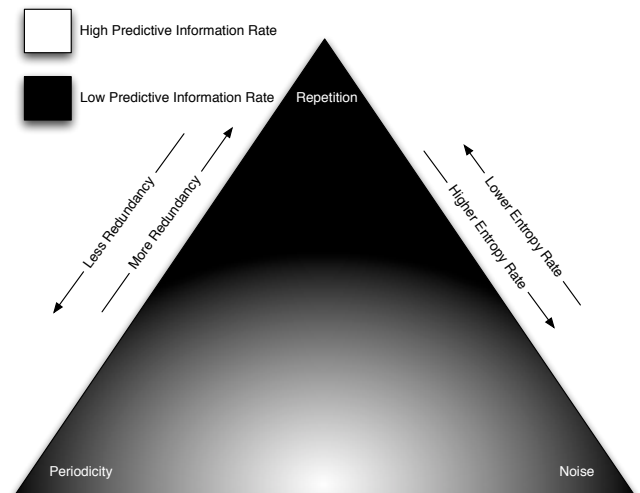 High Predictive Information Rate
Low Predictive Information Rate
Repetition
Less Redundancy
More Redundancy
Lower Entropy Rate
Higher Entropy Rate
Periodicity
Noise